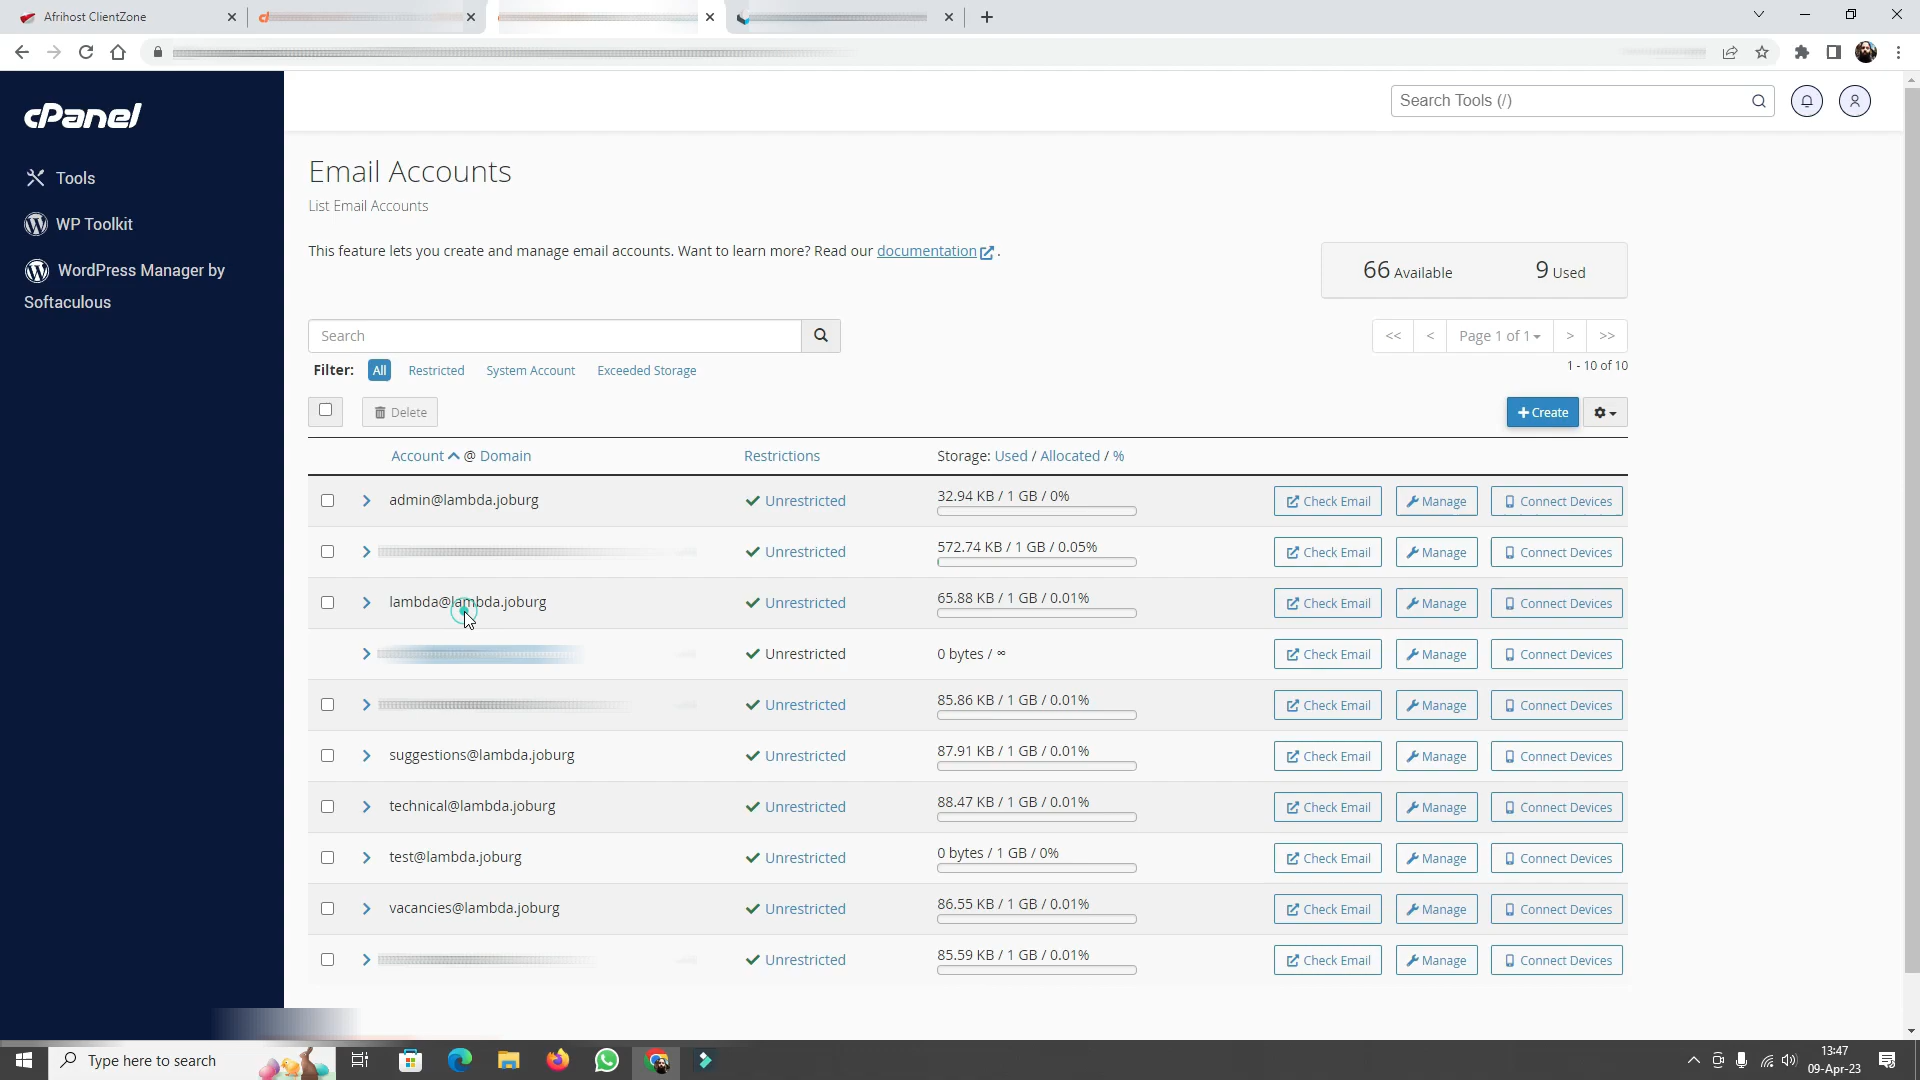 Afrihost ClientZone
cPanel
Search Tools (/)
Tools
WP Toolkit
WordPress Manager by
Softaculous
Email Accounts
List Email Accounts
This feature lets you create and manage email accounts. Want to learn more? Read our documentation .
66 Available 9 Used
Search
<< < Page 1 of 1 > >>
Filter: All Restricted System Account Exceeded Storage
1 - 10 of 10
Delete
Create
Account @ Domain Restrictions Storage: Used / Allocated / %
admin@lambda.joburg Unrestricted 32.94 KB / 1 GB / 0% Check Email Manage Connect Devices
Unrestricted 572.74 KB / 1 GB / 0.05% Check Email Manage Connect Devices
lambda@lambda.joburg Unrestricted 65.88 KB / 1 GB / 0.01% Check Email Manage Connect Devices
Unrestricted 0 bytes / ∞ Check Email Manage Connect Devices
Unrestricted 85.86 KB / 1 GB / 0.01% Check Email Manage Connect Devices
suggestions@lambda.joburg Unrestricted 87.91 KB / 1 GB / 0.01% Check Email Manage Connect Devices
technical@lambda.joburg Unrestricted 88.47 KB / 1 GB / 0.01% Check Email Manage Connect Devices
test@lambda.joburg Unrestricted 0 bytes / 1 GB / 0% Check Email Manage Connect Devices
vacancies@lambda.joburg Unrestricted 86.55 KB / 1 GB / 0.01% Check Email Manage Connect Devices
Unrestricted 85.59 KB / 1 GB / 0.01% Check Email Manage Connect Devices
Type here to search
13:47
09-Apr-23